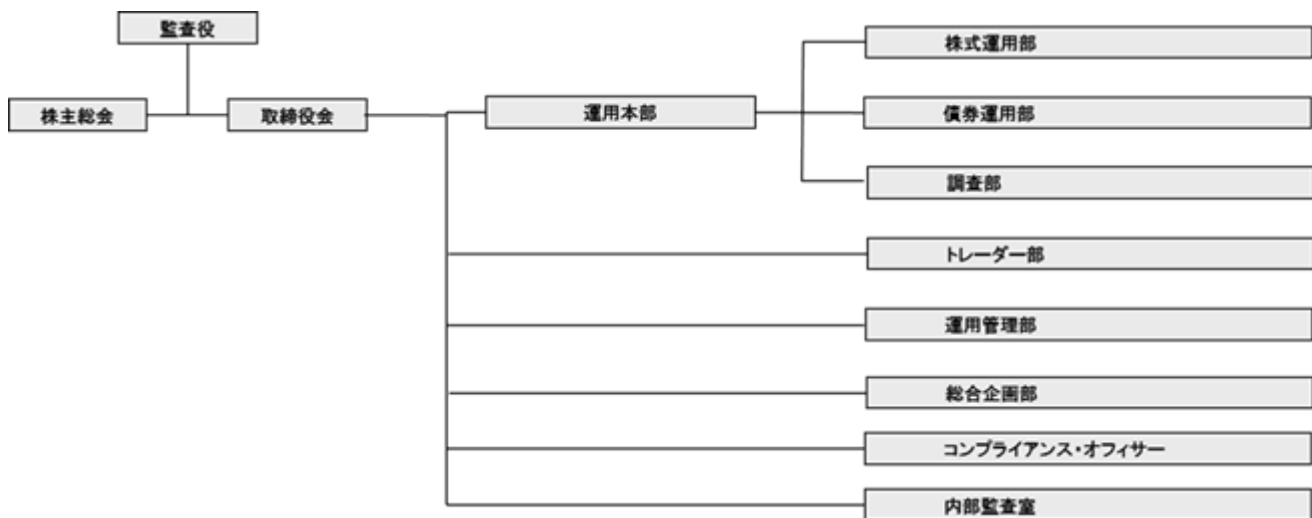 監査役
株主総会
取締役会
運用本部
株式運用部
債券運用部
調査部
トレーダー部
運用管理部
総合企画部
コンプライアンス・オフィサー
内部監査室